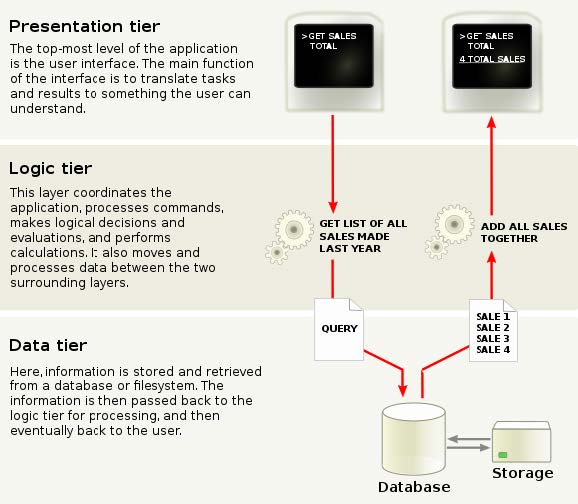 Presentation tier
The top-most level of the application
is the user interface. The main function
of the interface is to translate tasks
and results to something the user can
understand.
>GET SALES
TOTAL
>GET SALES
TOTAL
4 TOTAL SALES
Logic tier
This layer coordinates the
application, processes commands,
makes logical decisions and
evaluations, and performs
calculations. It also moves and
processes data between the two
surrounding layers.
GET LIST OF ALL
SALES MADE
LAST YEAR
ADD ALL SALES
TOGETHER
Data tier
Here, information is stored and retrieved
from a database or filesystem. The
information is then passed back to the
logic tier for processing, and then
eventually back to the user.
QUERY
SALE 1
SALE 2
SALE 3
SALE 4
Database
Storage